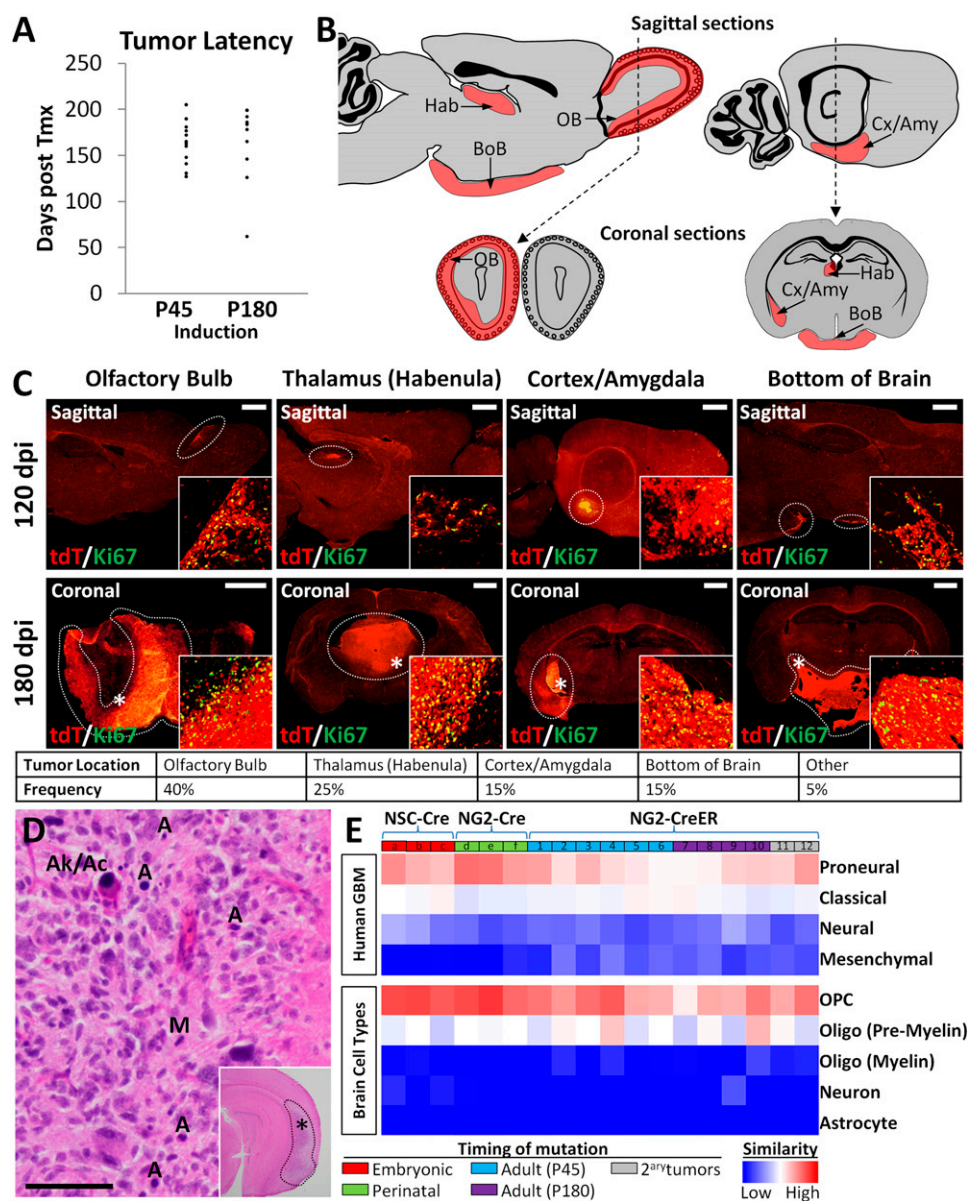 A
Tumor Latency
250
200
150
100
50
0
Days post Tmx
P45
P180
Induction
B
Sagittal sections
Hab
OB
BoB
Cx/Amy
Coronal sections
OB
Hab
Cx/Amy
BoB
C
Olfactory Bulb
Thalamus (Habenula)
Cortex/Amygdala
Bottom of Brain
120 dpi
Sagittal
Sagittal
Sagittal
Sagittal
tdT/Ki67
tdT/Ki67
tdT/Ki67
tdT/Ki67
180 dpi
Coronal
Coronal
Coronal
Coronal
*
*
*
*
tdT/Ki67
tdT/Ki67
tdT/Ki67
tdT/Ki67
Tumor Location Olfactory Bulb Thalamus (Habenula) Cortex/Amygdala Bottom of Brain Other
Frequency 40% 25% 15% 15% 5%
D
A
Ak/Ac
A
A
M
A
A
*
E
NSC-Cre NG2-Cre NG2-CreER
a b c d e f 1 2 3 4 5 6 7 8 9 10 11 12
Human GBM
Proneural
Classical
Neural
Mesenchymal
Brain Cell Types
OPC
Oligo (Pre-Myelin)
Oligo (Myelin)
Neuron
Astrocyte
Timing of mutation
Embryonic
Adult (P45)
2ary tumors
Perinatal
Adult (P180)
Similarity
Low High